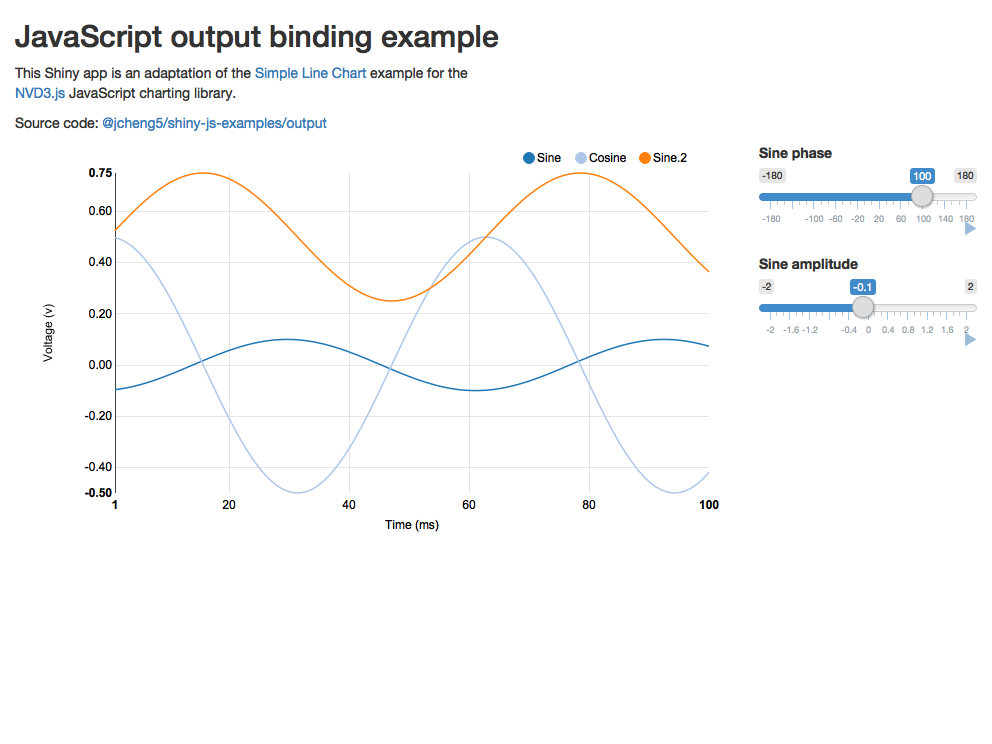 JavaScript output binding example
This Shiny app is an adaptation of the Simple Line Chart example for the
NVD3.js JavaScript charting library.
Source code: @jcheng5/shiny-js-examples/output
Sine Cosine Sine.2
0.75
0.60
0.40
0.20
0.00
-0.20
-0.40
-0.50
Voltage (v)
1 20 40 60 80 100
Time (ms)
Sine phase
-180 100 180
-180 -100 -60 -20 20 60 100 140 180
Sine amplitude
-2 -0.1 2
-2 -1.6 -1.2 -0.4 0 0.4 0.8 1.2 1.6 2